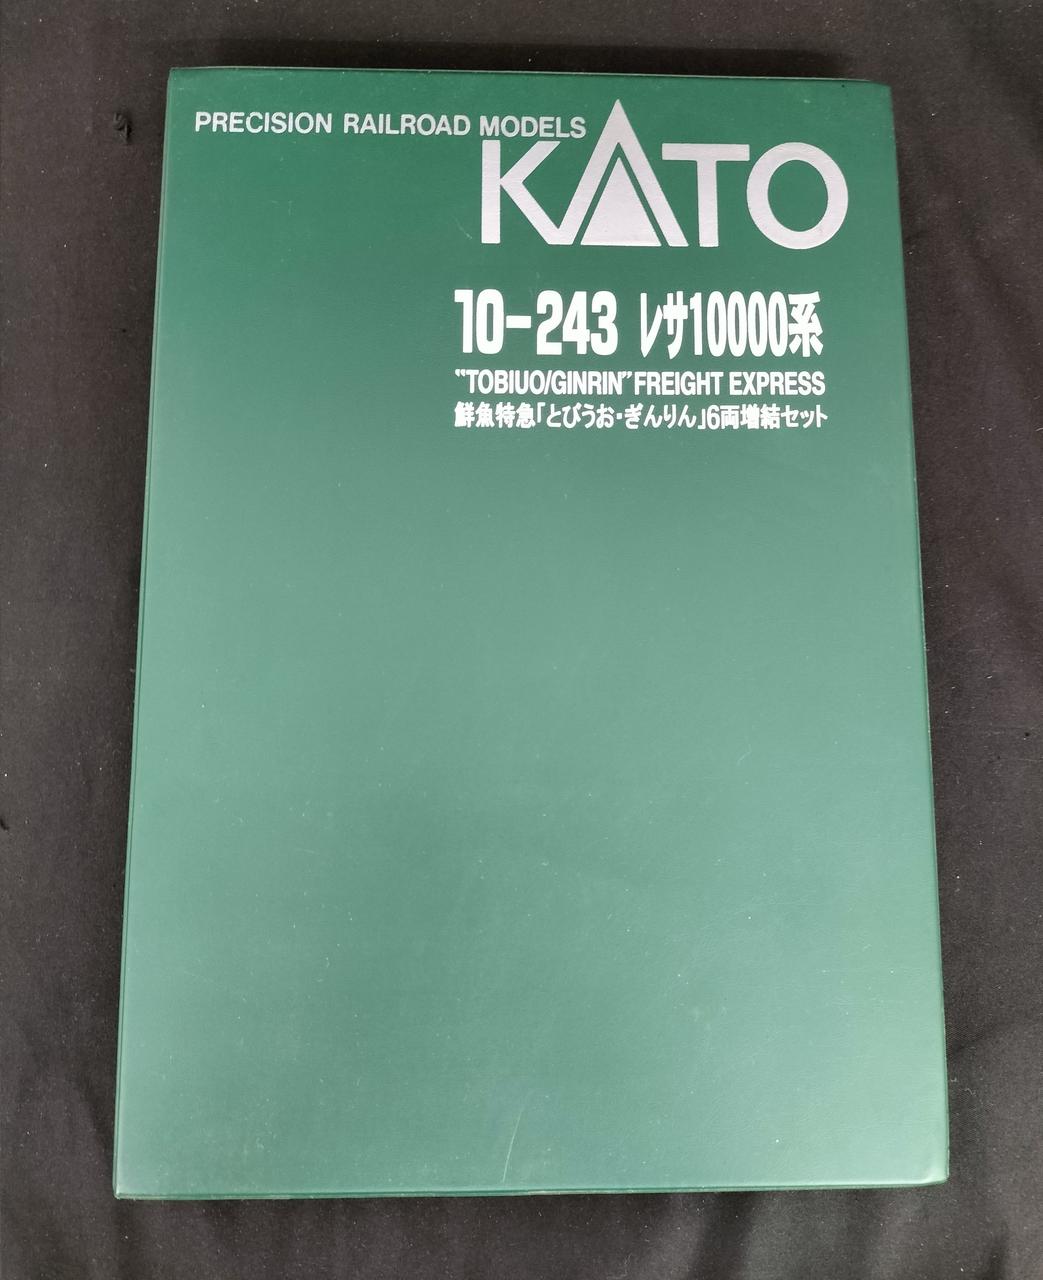 PRECISION RAILROAD MODELS
KATO
10-243 レサ10000系
"TOBIUO/GINRIN" FREIGHT EXPRESS
鮮魚特急「とびうお・ぎんりん」6両増結セット